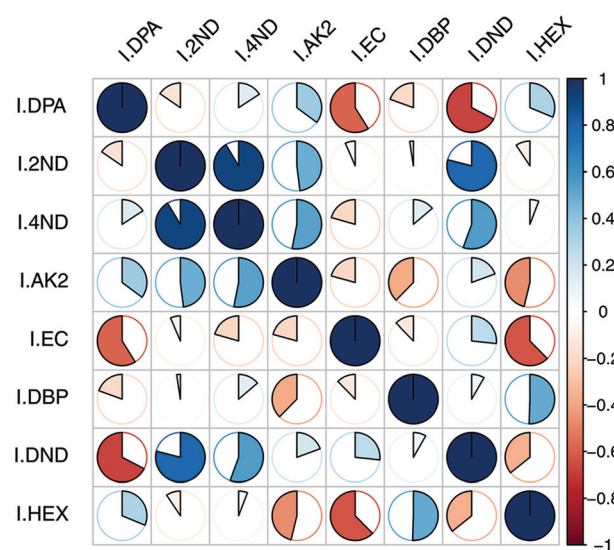 I.DPA I.2ND I.4ND I.AK2 I.EC I.DBP I.DND I.HEX
I.DPA
I.2ND
I.4ND
I.AK2
I.EC
I.DBP
I.DND
I.HEX
1
0.8
0.6
0.4
0.2
0
−0.2
−0.4
−0.6
−0.8
−1